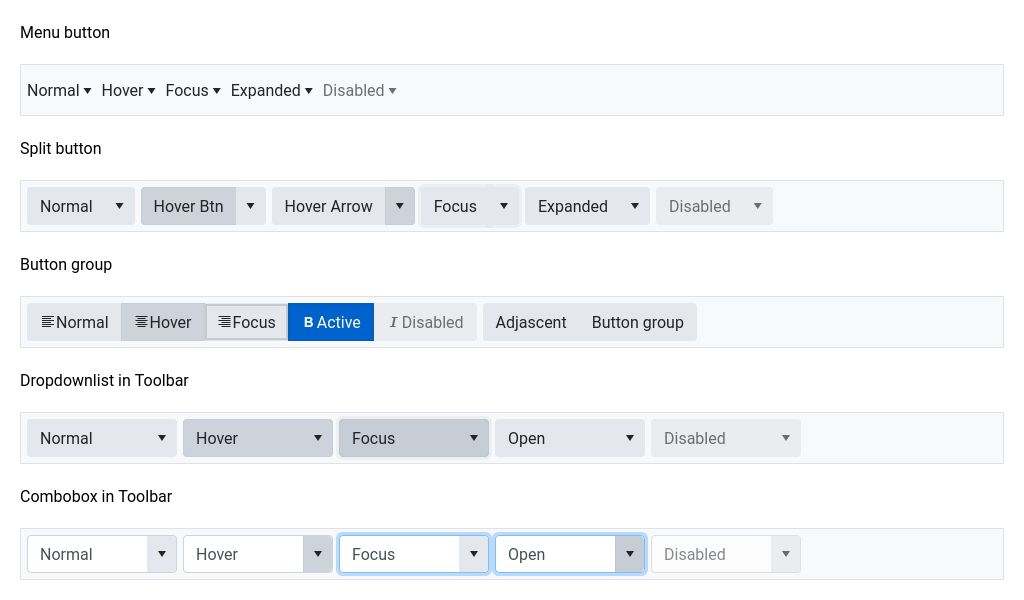 Menu button
Normal Hover Focus Expanded Disabled
Split button
Normal Hover Btn Hover Arrow Focus Expanded Disabled
Button group
Normal Hover Focus B Active I Disabled Adjascent Button group
Dropdownlist in Toolbar
Normal Hover Focus Open Disabled
Combobox in Toolbar
Normal Hover Focus Open Disabled